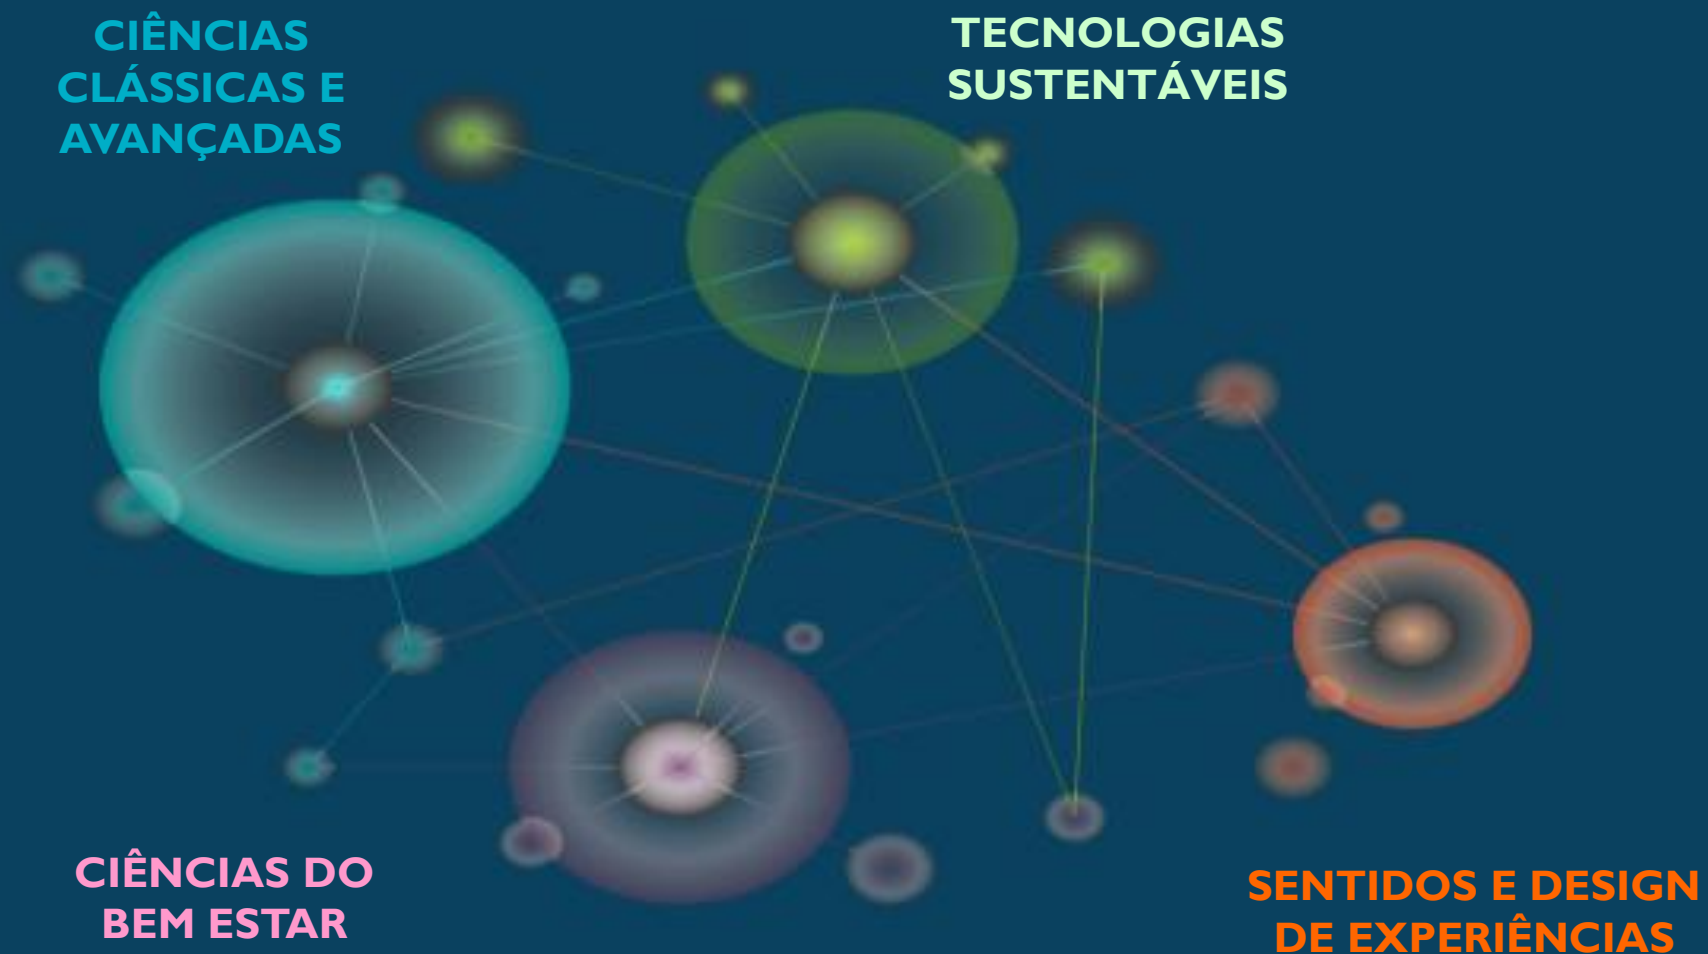 CIÊNCIAS
CLÁSSICAS E
AVANÇADAS
TECNOLOGIAS
SUSTENTÁVEIS
CIÊNCIAS DO
BEM ESTAR
SENTIDOS E DESIGN
DE EXPERIÊNCIAS